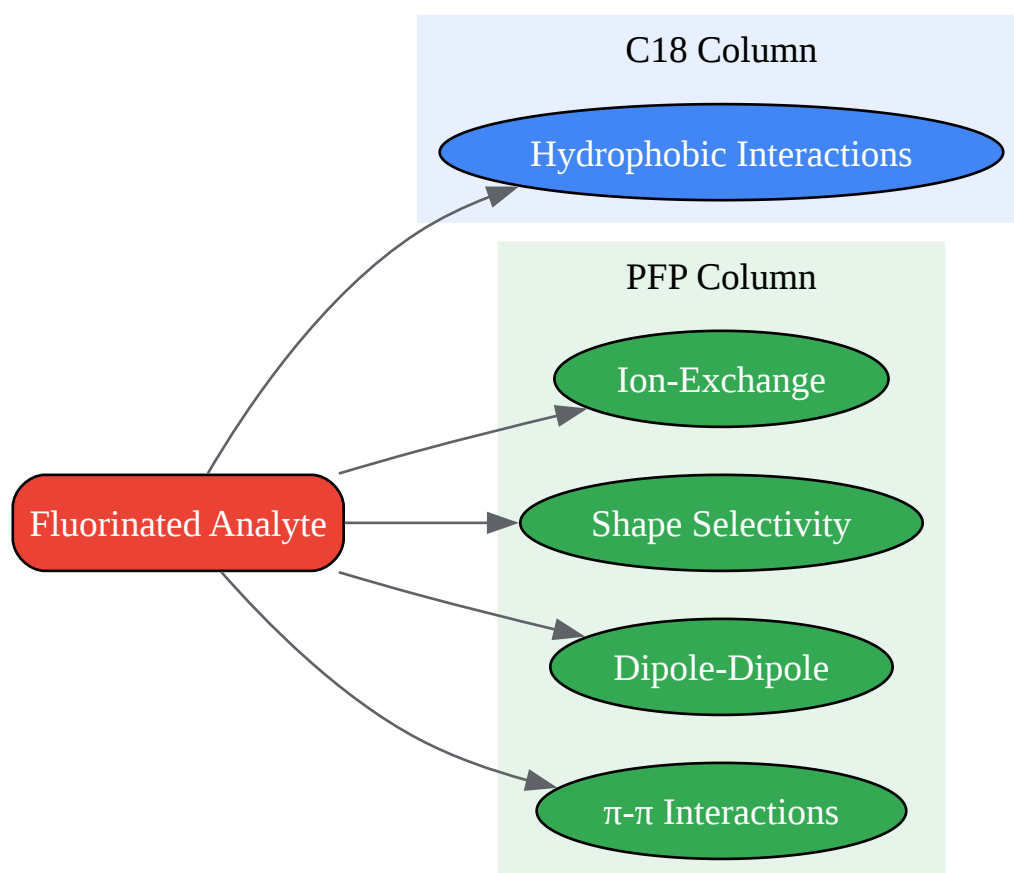 C18 Column
Hydrophobic Interactions
PFP Column
Ion-Exchange
Fluorinated Analyte
Shape Selectivity
Dipole-Dipole
π-π Interactions